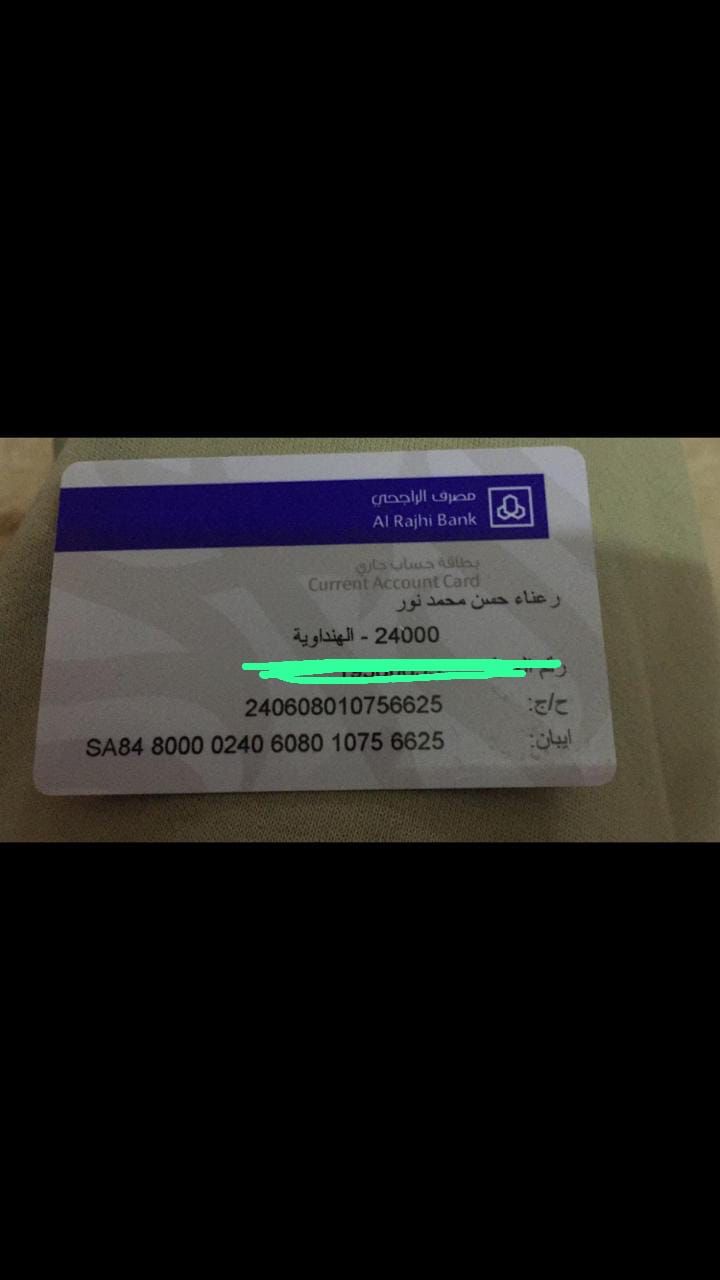 مصرف الراجحي
Al Rajhi Bank
بطاقة حساب جاري
Current Account Card
رعناء حسن محمد نور
24000 - الهنداوية
رقم
ح/ج: 240608010756625
ايبان: SA84 8000 0240 6080 1075 6625